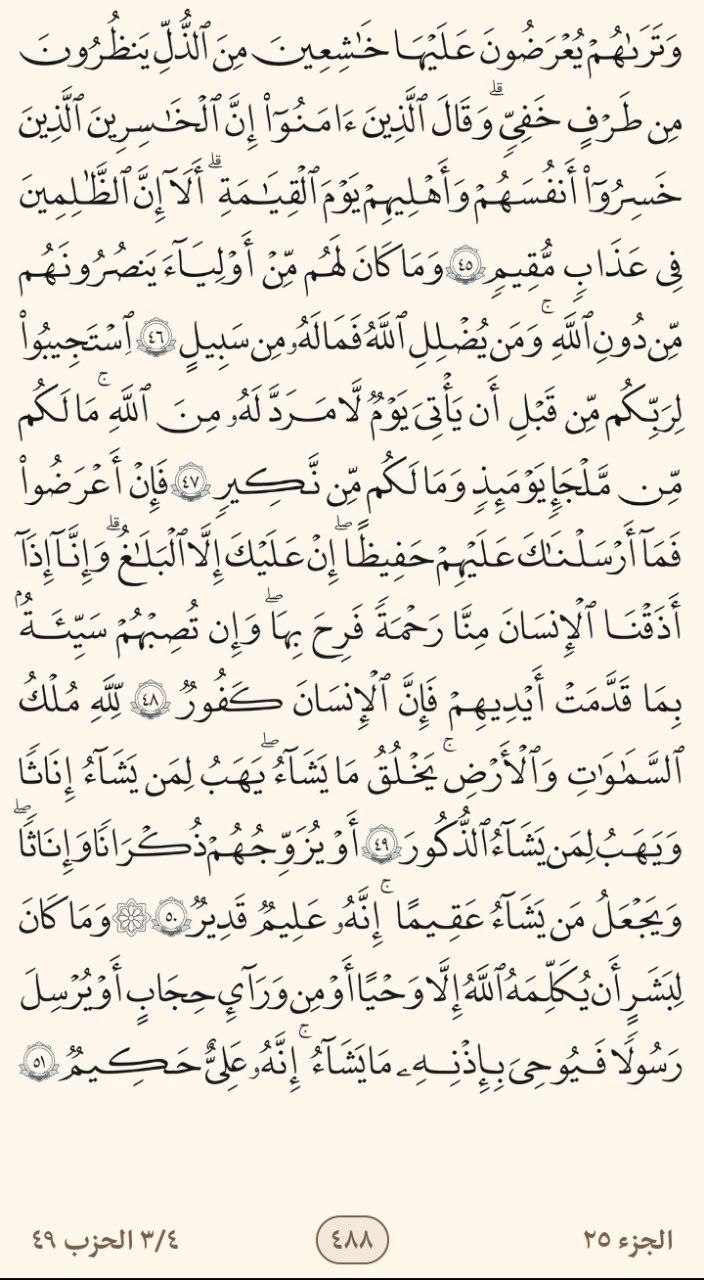 وَتَرَىٰهُمْ يُعْرَضُونَ عَلَيْهَا خَٰشِعِينَ مِنَ ٱلذُّلِّ يَنظُرُونَ
مِن طَرْفٍ خَفِىٍّ ۗ وَقَالَ ٱلَّذِينَ ءَامَنُوٓا۟ إِنَّ ٱلْخَٰسِرِينَ ٱلَّذِينَ
خَسِرُوٓا۟ أَنفُسَهُمْ وَأَهْلِيهِمْ يَوْمَ ٱلْقِيَٰمَةِ ۗ أَلَآ إِنَّ ٱلظَّٰلِمِينَ
فِى عَذَابٍ مُّقِيمٍ ٤٥ وَمَا كَانَ لَهُم مِّنْ أَوْلِيَآءَ يَنصُرُونَهُم
مِّن دُونِ ٱللَّهِ ۚ وَمَن يُضْلِلِ ٱللَّهُ فَمَا لَهُۥ مِن سَبِيلٍ ٤٦ ٱسْتَجِيبُوا۟
لِرَبِّكُم مِّن قَبْلِ أَن يَأْتِىَ يَوْمٌ لَّا مَرَدَّ لَهُۥ مِنَ ٱللَّهِ ۚ مَا لَكُم
مِّن مَّلْجَإٍ يَوْمَئِذٍ وَمَا لَكُم مِّن نَّكِيرٍ ٤٧ فَإِنْ أَعْرَضُوا۟
فَمَآ أَرْسَلْنَٰكَ عَلَيْهِمْ حَفِيظًا ۖ إِنْ عَلَيْكَ إِلَّا ٱلْبَلَٰغُ ۗ وَإِنَّآ إِذَآ
أَذَقْنَا ٱلْإِنسَٰنَ مِنَّا رَحْمَةً فَرِحَ بِهَا ۖ وَإِن تُصِبْهُمْ سَيِّئَةٌۢ
بِمَا قَدَّمَتْ أَيْدِيهِمْ فَإِنَّ ٱلْإِنسَٰنَ كَفُورٌ ٤٨ لِّلَّهِ مُلْكُ
ٱلسَّمَٰوَٰتِ وَٱلْأَرْضِ ۚ يَخْلُقُ مَا يَشَآءُ ۖ يَهَبُ لِمَن يَشَآءُ إِنَٰثًا
وَيَهَبُ لِمَن يَشَآءُ ٱلذُّكُورَ ٤٩ أَوْ يُزَوِّجُهُمْ ذُكْرَانًا وَإِنَٰثًا ۖ
وَيَجْعَلُ مَن يَشَآءُ عَقِيمًا ۚ إِنَّهُۥ عَلِيمٌ قَدِيرٌ ٥٠ ۞ وَمَا كَانَ
لِبَشَرٍ أَن يُكَلِّمَهُ ٱللَّهُ إِلَّا وَحْيًا أَوْ مِن وَرَآئِ حِجَابٍ أَوْ يُرْسِلَ
رَسُولًا فَيُوحِىَ بِإِذْنِهِۦ مَا يَشَآءُ ۚ إِنَّهُۥ عَلِىٌّ حَكِيمٌ ٥١
الجزء ٢٥
٤٨٨
٣/٤ الحزب ٤٩